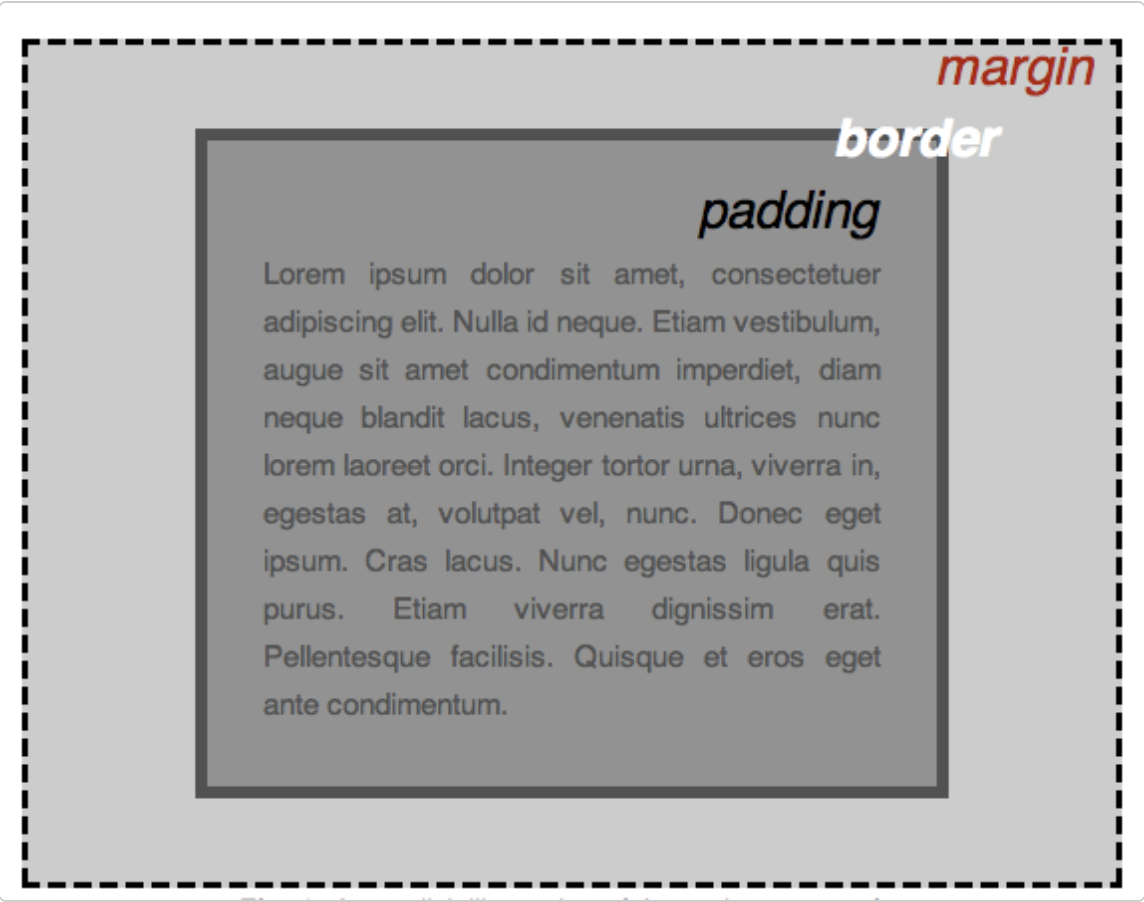 margin
border
padding
Lorem ipsum dolor sit amet, consectetuer
adipiscing elit. Nulla id neque. Etiam vestibulum,
augue sit amet condimentum imperdiet, diam
neque blandit lacus, venenatis ultrices nunc
lorem laoreet orci. Integer tortor urna, viverra in,
egestas at, volutpat vel, nunc. Donec eget
ipsum. Cras lacus. Nunc egestas ligula quis
purus. Etiam viverra dignissim erat.
Pellentesque facilisis. Quisque et eros eget
ante condimentum.